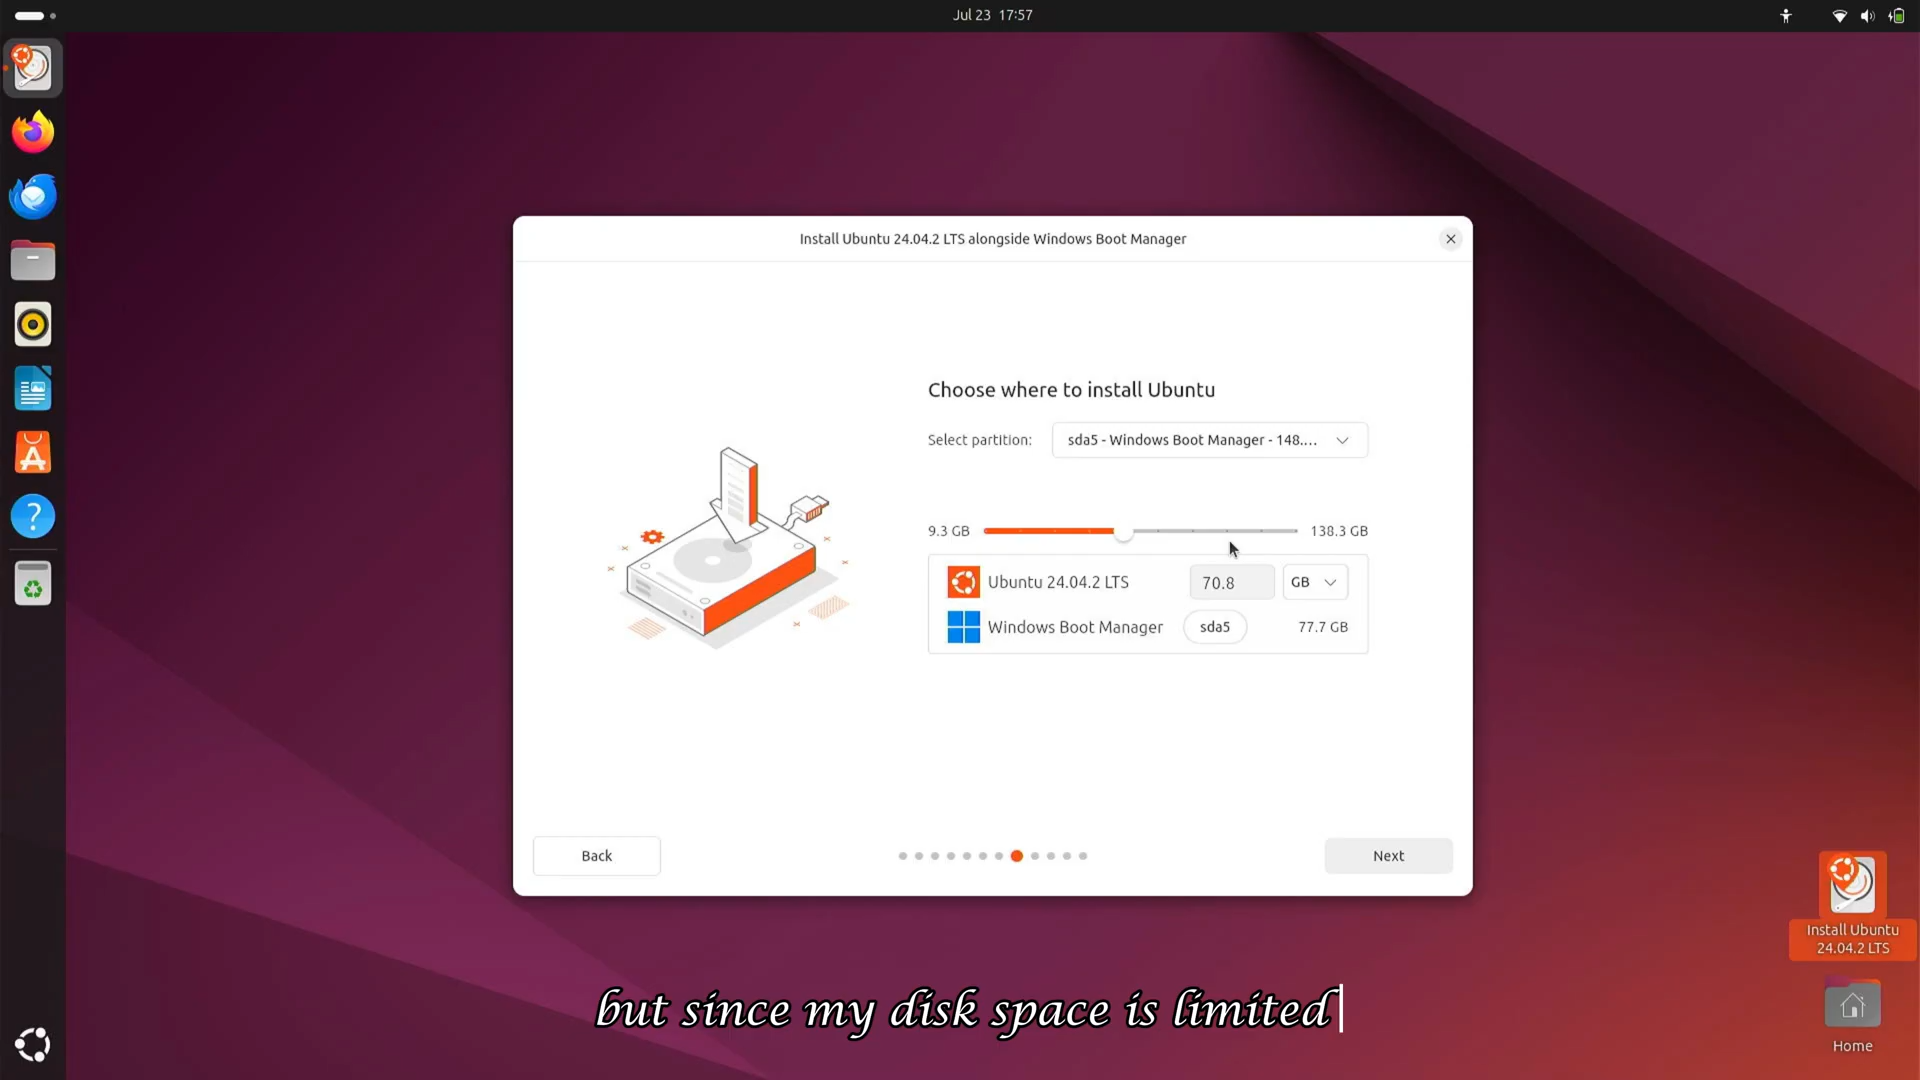 Jul 23 17:57
Install Ubuntu 24.04.2 LTS alongside Windows Boot Manager
Choose where to install Ubuntu
Select partition: sda5 - Windows Boot Manager - 148....
9.3 GB 138.3 GB
Ubuntu 24.04.2 LTS 70.8 GB
Windows Boot Manager sda5 77.7 GB
Back Next
Install Ubuntu
24.04.2 LTS
but since my disk space is limited
Home